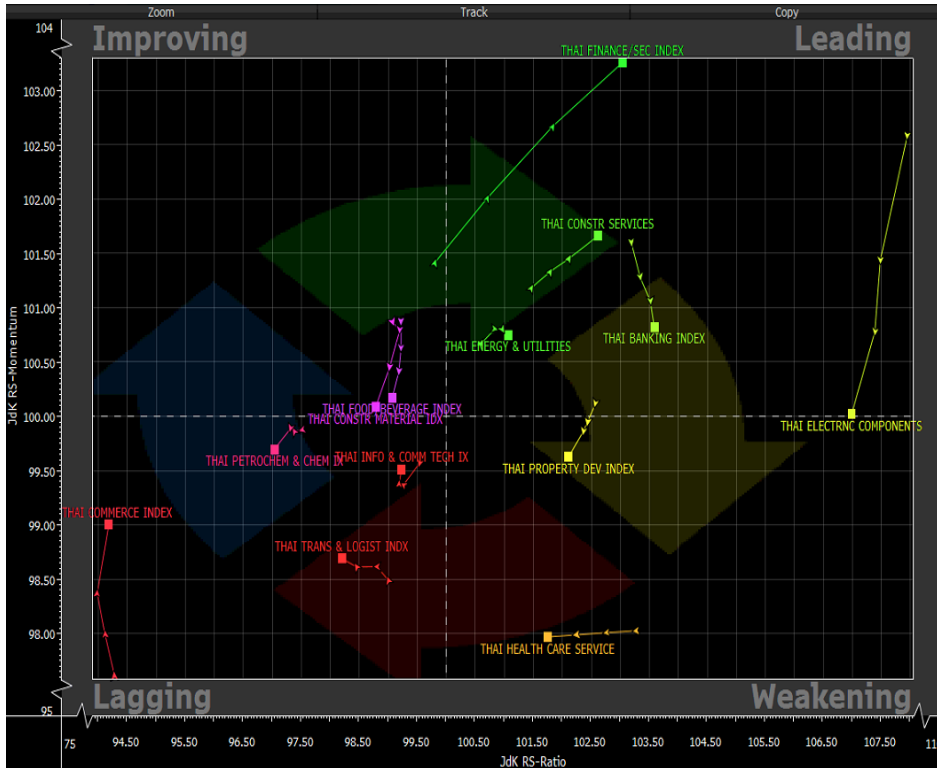 Zoom Track Copy
104
Improving Leading
THAI FINANCE/SEC INDEX
103.00
102.50
102.00
THAI CONSTR SERVICES
101.50
101.00
THAI ENERGY & UTILITIES
THAI BANKING INDEX
100.50
THAI FOOD BEVERAGE INDEX
100.00
THAI CONSTR MATERIAL IDX
THAI ELECTRNC COMPONENTS
THAI PETROCHEM & CHEM IX
THAI INFO & COMM TECH IX
THAI PROPERTY DEV INDEX
99.50
THAI COMMERCE INDEX
99.00
THAI TRANS & LOGIST INDX
98.50
98.00
THAI HEALTH CARE SERVICE
JdK RS-Momentum
Lagging Weakening
95
75 94.50 95.50 96.50 97.50 98.50 99.50 100.50 101.50 102.50 103.50 104.50 105.50 106.50 107.50
JdK RS-Ratio